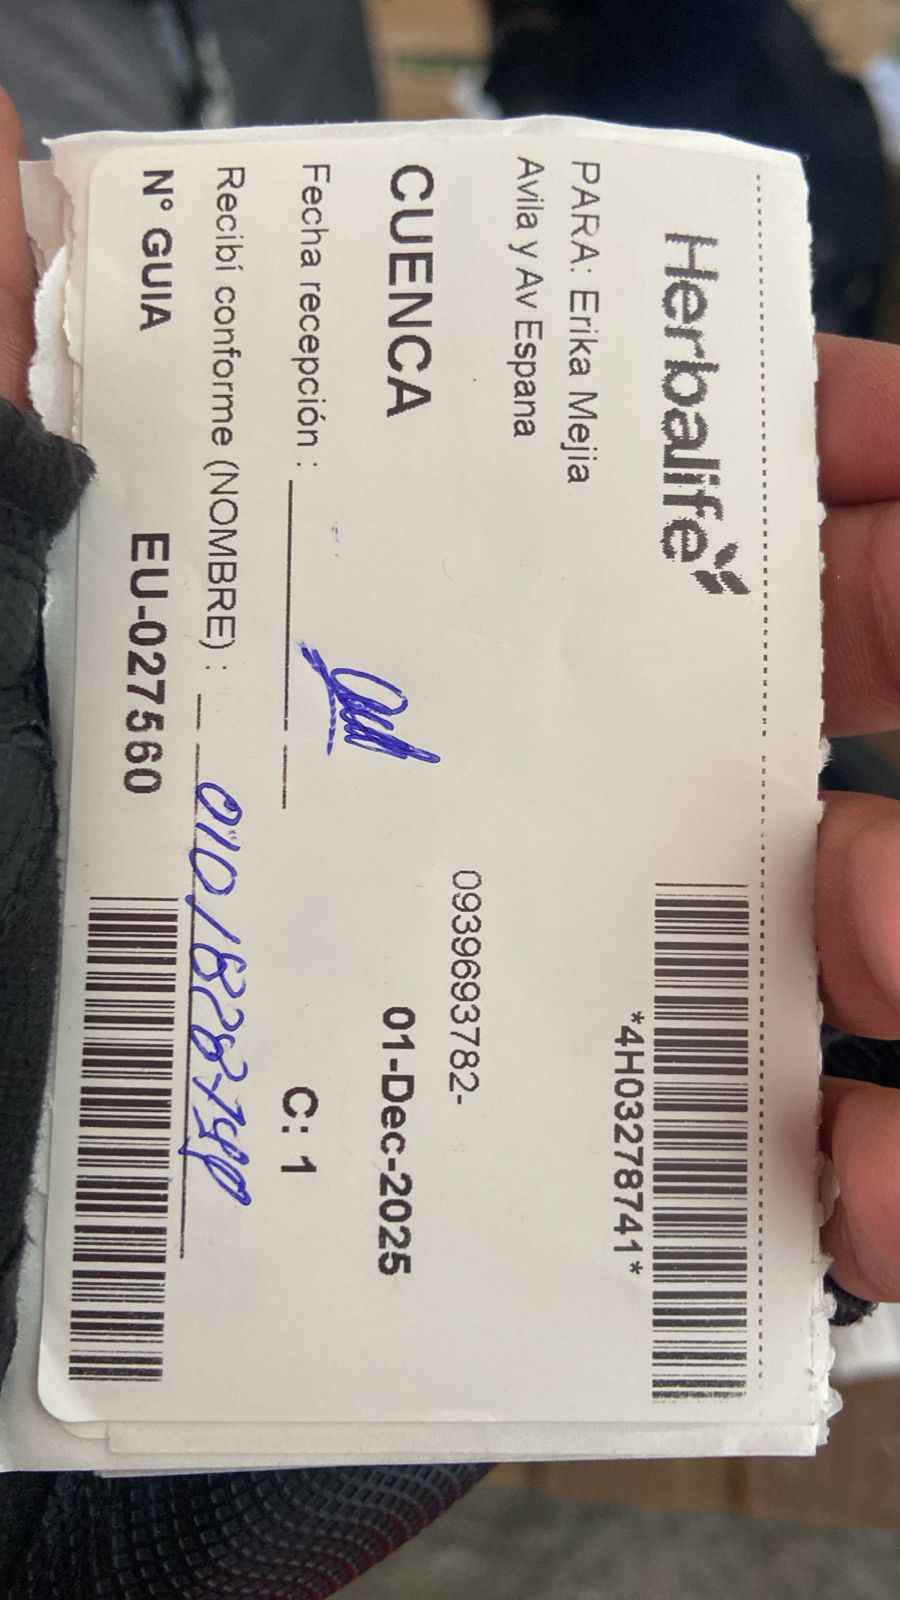 Herbalife
*4H03278741*
PARA: Erika Mejia
Avila y Av Espana
0939693782-
CUENCA 01-Dec-2025
Fecha recepción : C: 1
Recibí conforme (NOMBRE) :
N° GUIA EU-027560